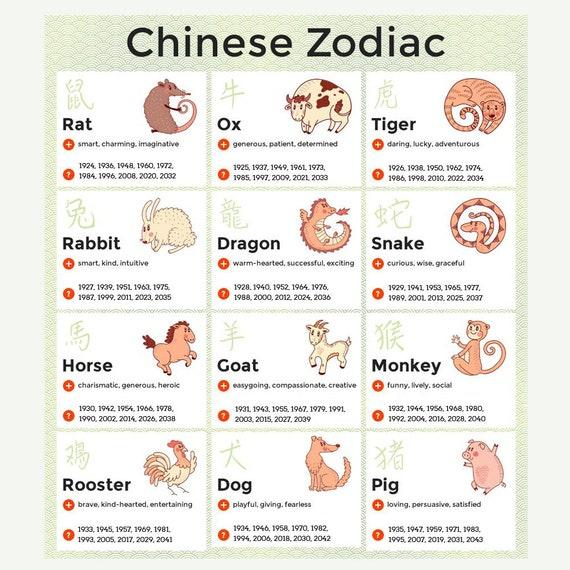 Chinese Zodiac
鼠
Rat
+ smart, charming, imaginative
? 1924, 1936, 1948, 1960, 1972,
1984, 1996, 2008, 2020, 2032
牛
Ox
+ generous, patient, determined
? 1925, 1937, 1949, 1961, 1973,
1985, 1997, 2009, 2021, 2033
虎
Tiger
+ daring, lucky, adventurous
? 1926, 1938, 1950, 1962, 1974,
1986, 1998, 2010, 2022, 2034
兔
Rabbit
+ smart, kind, intuitive
? 1927, 1939, 1951, 1963, 1975,
1987, 1999, 2011, 2023, 2035
龍
Dragon
+ warm-hearted, successful, exciting
? 1928, 1940, 1952, 1964, 1976,
1988, 2000, 2012, 2024, 2036
蛇
Snake
+ curious, wise, graceful
? 1929, 1941, 1953, 1965, 1977,
1989, 2001, 2013, 2025, 2037
馬
Horse
+ charismatic, generous, heroic
? 1930, 1942, 1954, 1966, 1978,
1990, 2002, 2014, 2026, 2038
羊
Goat
+ easygoing, compassionate, creative
? 1931, 1943, 1955, 1967, 1979, 1991,
2003, 2015, 2027, 2039
猴
Monkey
+ funny, lively, social
? 1932, 1944, 1956, 1968, 1980,
1992, 2004, 2016, 2028, 2040
鸡
Rooster
+ brave, kind-hearted, entertaining
? 1933, 1945, 1957, 1969, 1981,
1993, 2005, 2017, 2029, 2041
犬
Dog
+ playful, giving, fearless
? 1934, 1946, 1958, 1970, 1982,
1994, 2006, 2018, 2030, 2042
猪
Pig
+ loving, persuasive, satisfied
? 1935, 1947, 1959, 1971, 1983,
1995, 2007, 2019, 2031, 2043